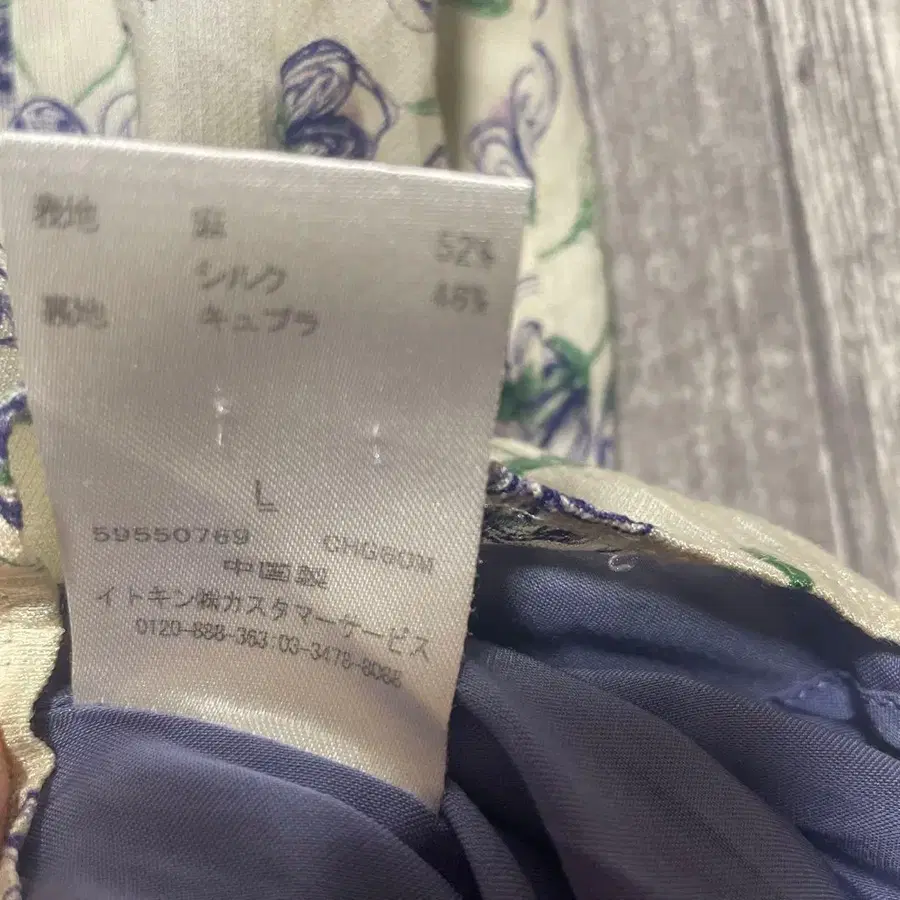 表地 麻 52%
シルク 48%
裏地 キュプラ
L
59550769
中国製
イトキン㈱カスタマーサービス
0120-888-363:03-3478-8088